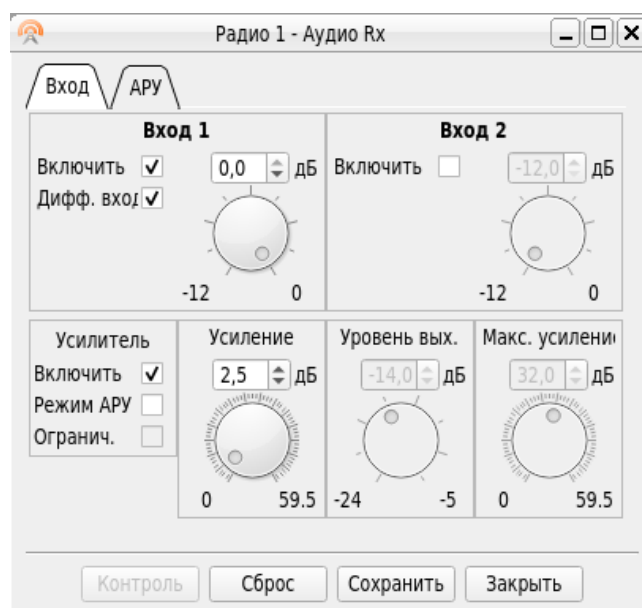 Радио 1 - Аудио Rx
Вход АРУ
Вход 1 Вход 2
Включить 0,0 дБ Включить -12,0 дБ
Дифф. вход
-12 0 -12 0
Усилитель Усиление Уровень вых. Макс. усилени
Включить 2,5 дБ -14,0 дБ 32,0 дБ
Режим АРУ
Огранич.
0 59.5 -24 -5 0 59.5
Контроль Сброс Сохранить Закрыть